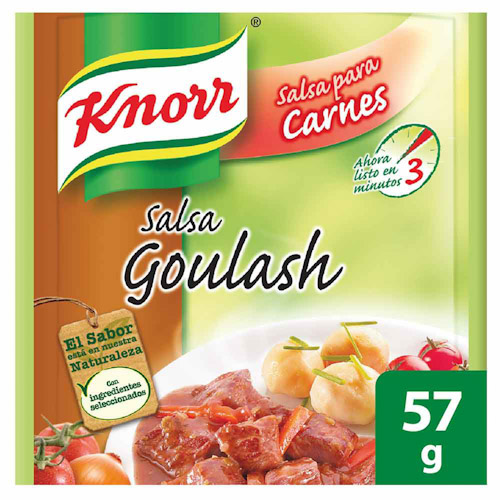 Knorr
®
Salsa para
Carnes
Ahora
listo en
minutos 3
Salsa
Goulash
El Sabor
está en nuestra
Naturaleza
Con
ingredientes
seleccionados
57
g